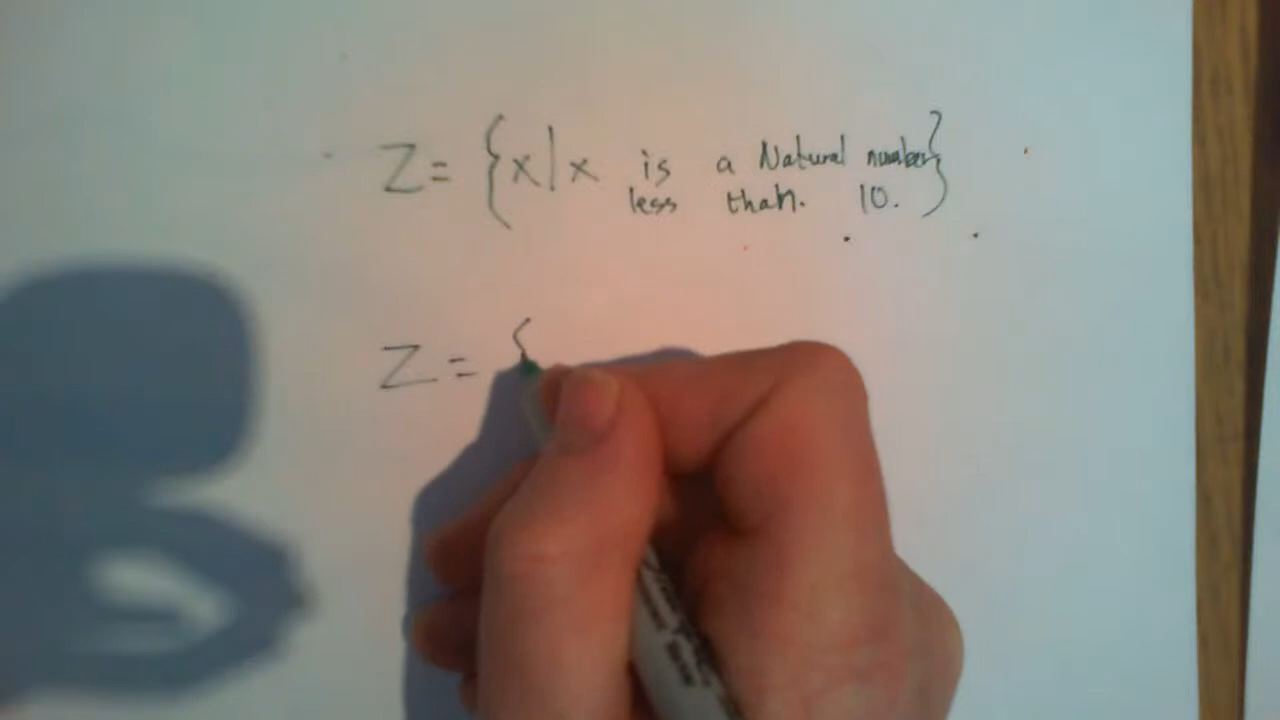 Z = {x | x is a Natural number}
less than. 10.
Z = {